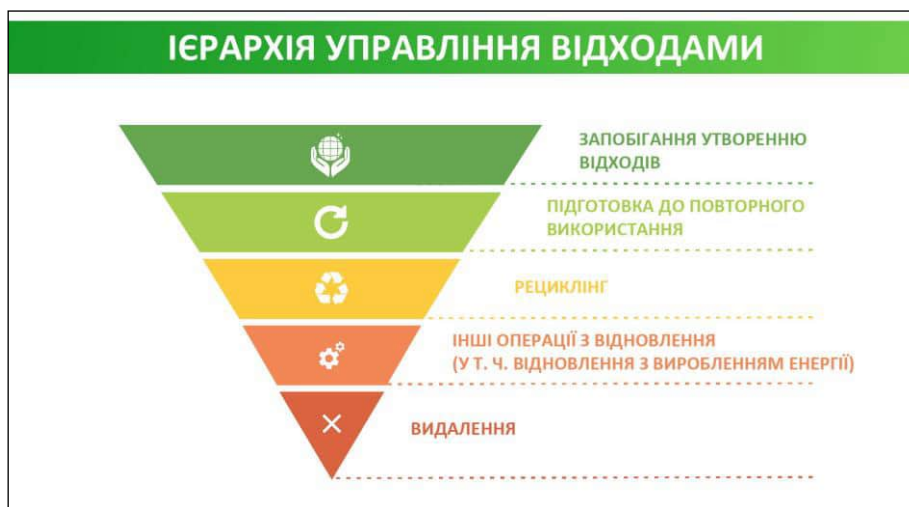 ІЄРАРХІЯ УПРАВЛІННЯ ВІДХОДАМИ
ЗАПОБІГАННЯ УТВОРЕННЮ
ВІДХОДІВ
ПІДГОТОВКА ДО ПОВТОРНОГО
ВИКОРИСТАННЯ
РЕЦИКЛІНГ
ІНШІ ОПЕРАЦІЇ З ВІДНОВЛЕННЯ
(У Т. Ч. ВІДНОВЛЕННЯ З ВИРОБЛЕННЯМ ЕНЕРГІЇ)
ВИДАЛЕННЯ